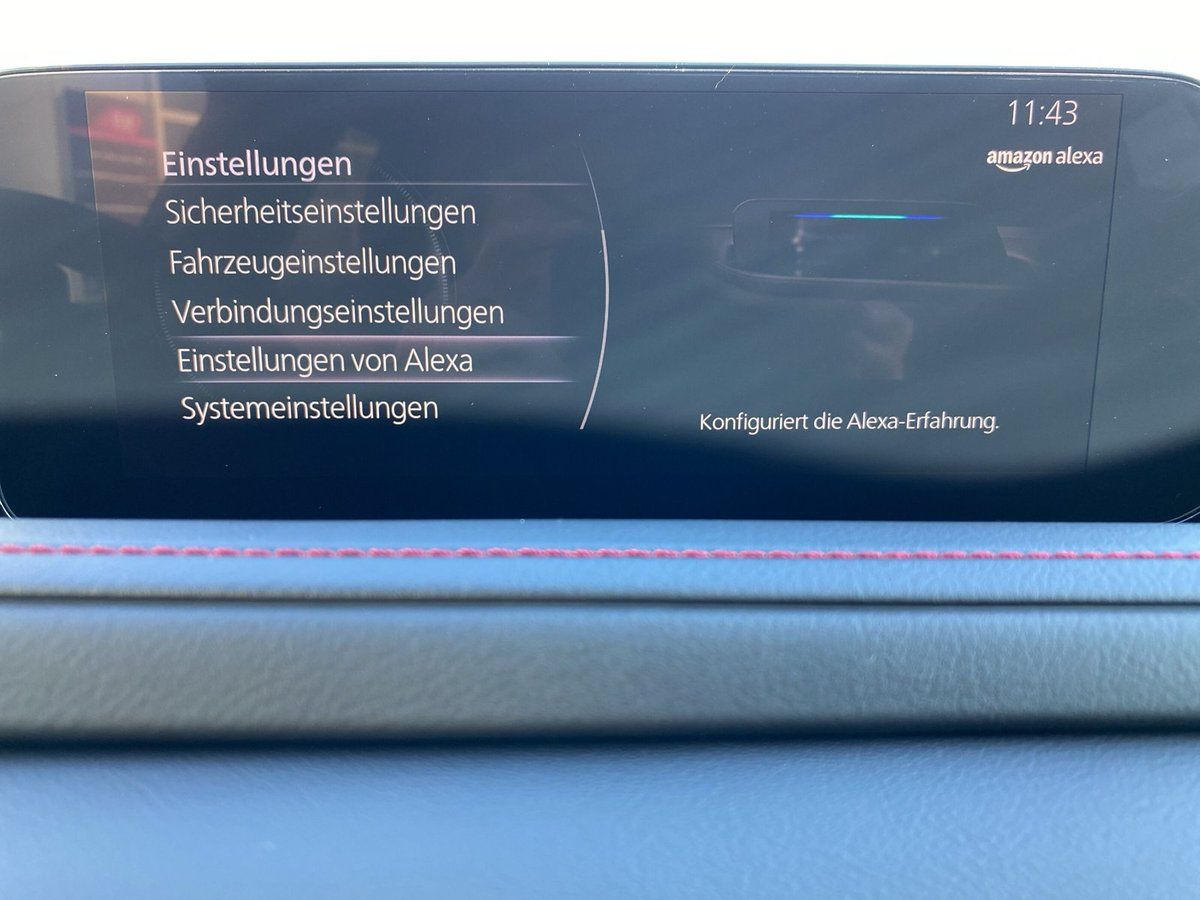 11:43
amazon alexa
Einstellungen
Sicherheitseinstellungen
Fahrzeugeinstellungen
Verbindungseinstellungen
Einstellungen von Alexa
Systemeinstellungen
Konfiguriert die Alexa-Erfahrung.